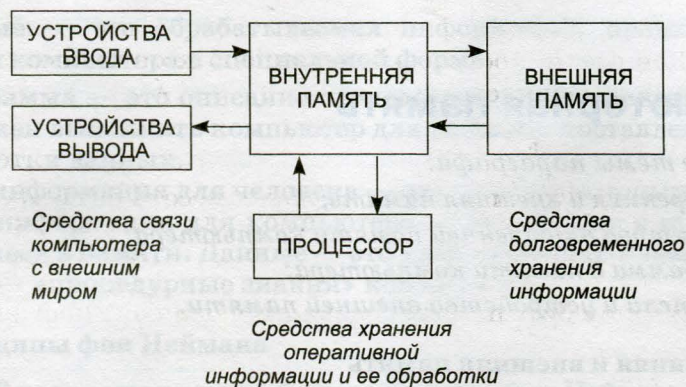 УСТРОЙСТВА
ВВОДА
ВНУТРЕННЯЯ
ПАМЯТЬ
ВНЕШНЯЯ
ПАМЯТЬ
УСТРОЙСТВА
ВЫВОДА
ПРОЦЕССОР
Средства связи
компьютера
с внешним
миром
Средства
долговременного
хранения
информации
Средства хранения
оперативной
информации и ее обработки